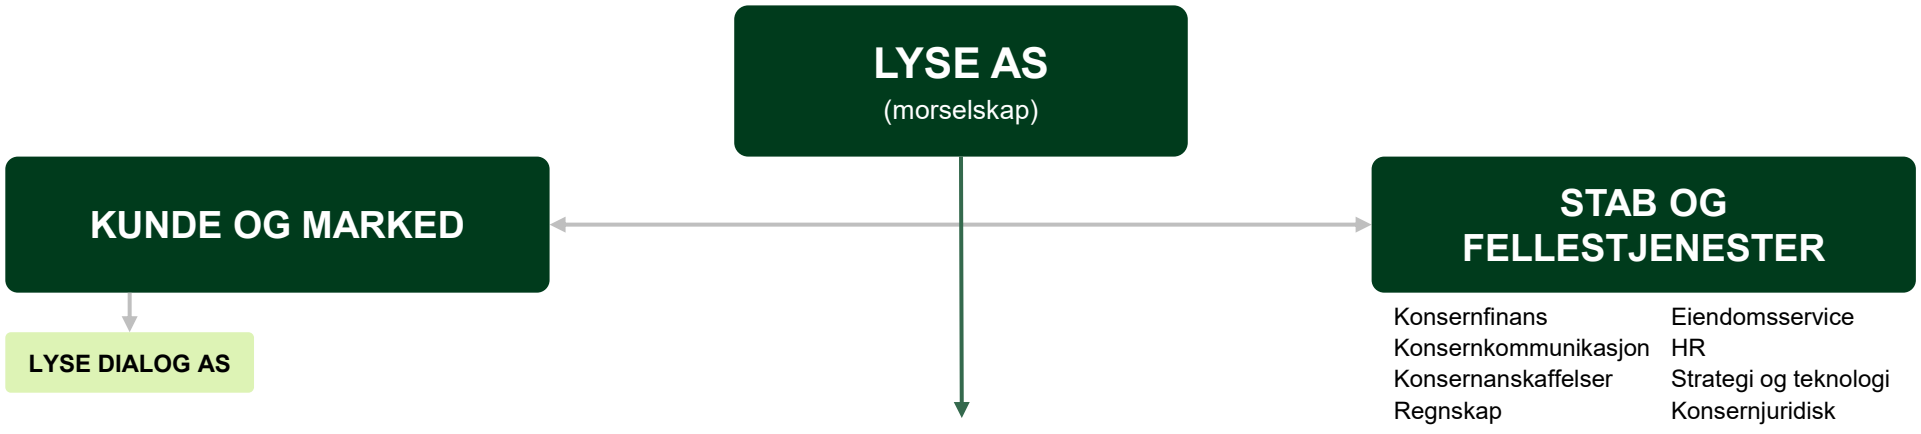 LYSE AS
(morselskap)
KUNDE OG MARKED
STAB OG
FELLESTJENESTER
LYSE DIALOG AS
Konsernfinans
Konsernkommunikasjon
Konsernanskaffelser
Regnskap
Eiendomsservice
HR
Strategi og teknologi
Konsernjuridisk